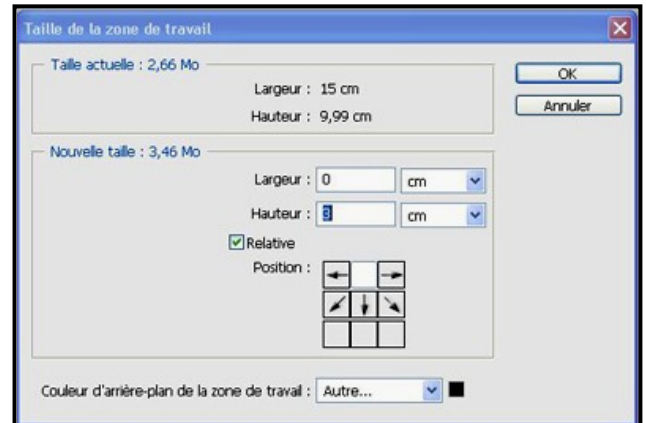 Taille de la zone de travail
Taille actuelle : 2,66 Mo
Largeur : 15 cm
Hauteur : 9,99 cm
OK
Annuler
Nouvelle taille : 3,46 Mo
Largeur : 0 cm
Hauteur : 3 cm
Relative
Position :
Couleur d'arrière-plan de la zone de travail : Autre...